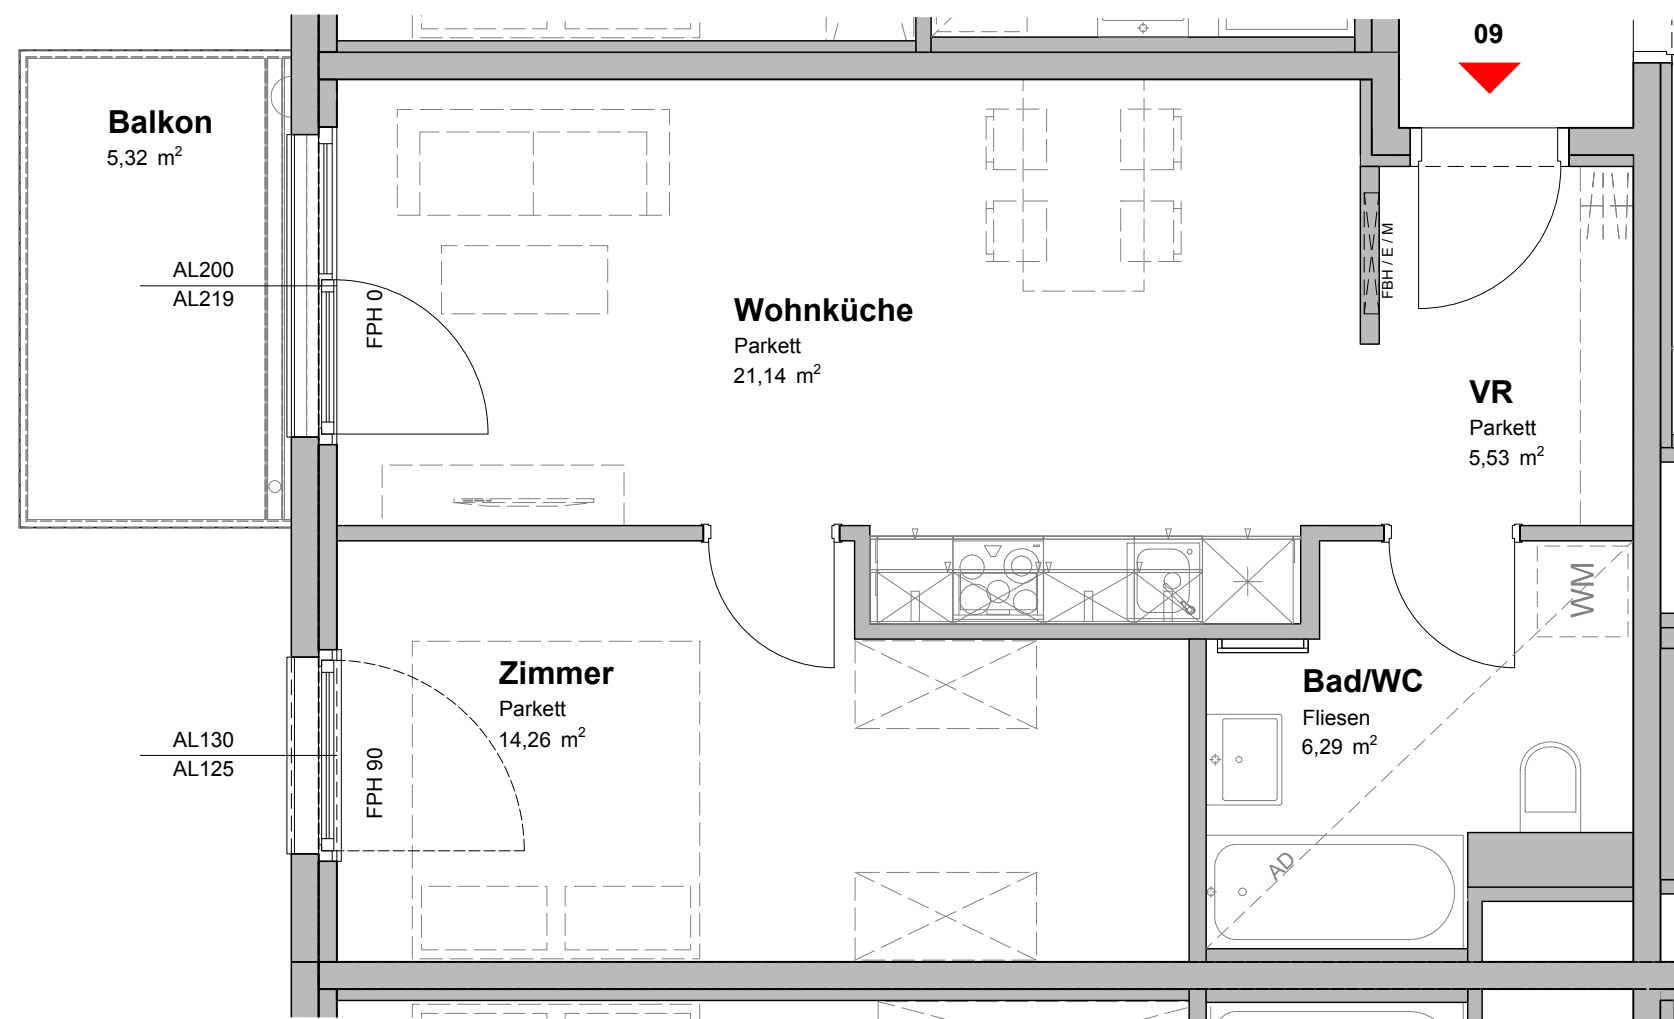 09
Balkon
5,32 m²
AL200
AL219
FPH 0
Wohnküche
Parkett
21,14 m²
FBH / E / M
VR
Parkett
5,53 m²
WM
Zimmer
Parkett
14,26 m²
AL130
AL125
FPH 90
Bad/WC
Fliesen
6,29 m²
AD